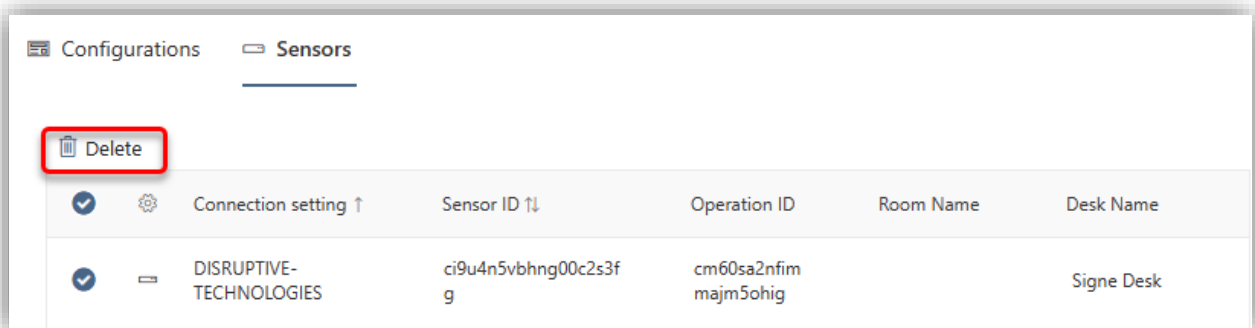 Configurations Sensors
Delete
Connection setting ↑ Sensor ID ↑↓ Operation ID Room Name Desk Name
DISRUPTIVE- ci9u4n5vbhng00c2s3f cm60sa2nfim
TECHNOLOGIES g majm5ohig Signe Desk